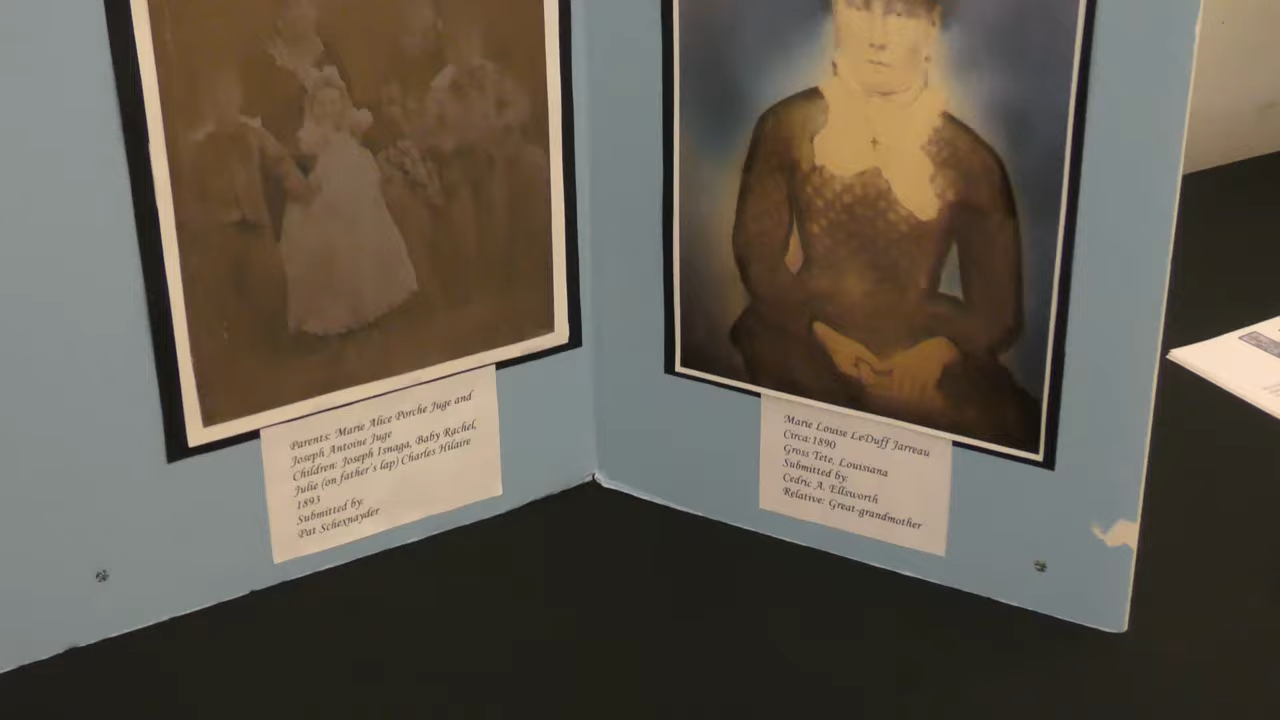 Parents: Marie Alice Porche Juge and
Joseph Antoine Juge
Children: Joseph Isnaga, Baby Rachel,
Julie (on father's lap) Charles Hilaire
1893
Submitted by:
Pat Schexnayder
Marie Louise LeDuff Jarreau
Circa:1890
Gross Tete, Louisiana
Submitted by:
Cedric A. Ellsworth
Relative: Great-grandmother